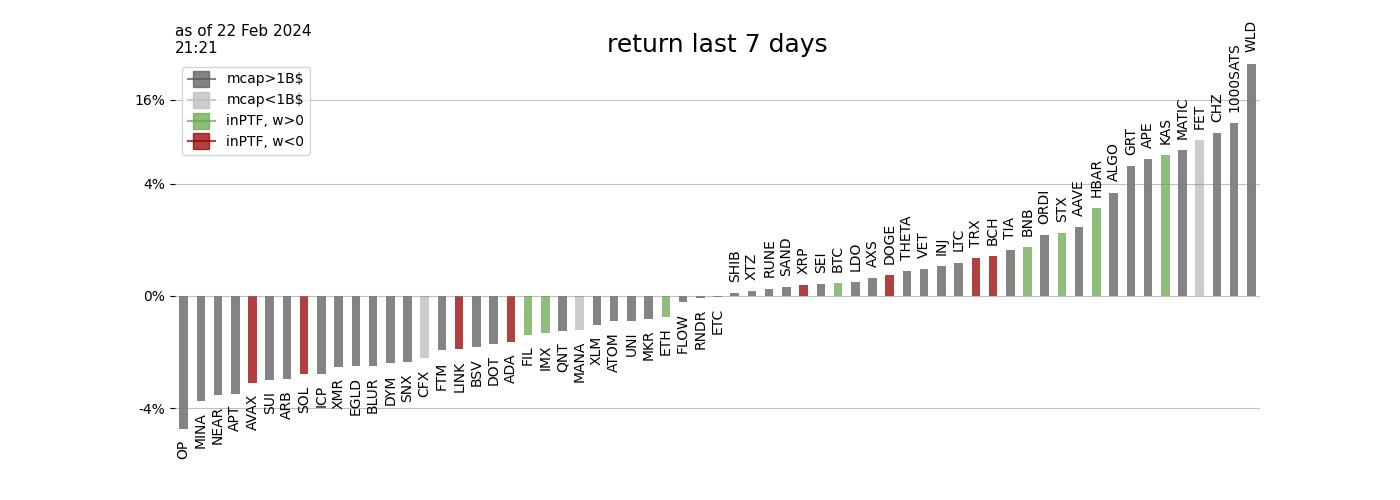 as of 22 Feb 2024
21:21
return last 7 days
mcap>1B$
mcap<1B$
inPTF, w>0
inPTF, w<0
16%
4%
0%
-4%
OP
MINA
NEAR
APT
AVAX
SUI
ARB
SOL
ICP
XMR
EGLD
BLUR
DYM
SNX
CFX
FTM
LINK
BSV
DOT
ADA
FIL
IMX
QNT
MANA
XLM
ATOM
UNI
MKR
ETH
FLOW
RNDR
ETC
SHIB
XTZ
RUNE
SAND
XRP
SEI
BTC
LDO
AXS
DOGE
THETA
VET
INJ
LTC
TRX
BCH
TIA
BNB
ORDI
STX
AAVE
HBAR
ALGO
GRT
APE
KAS
MATIC
FET
CHZ
1000SATS
WLD